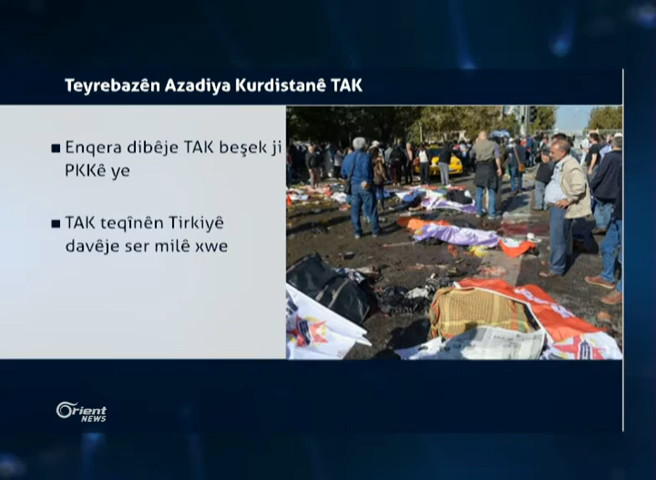 Teyrebazên Azadiya Kurdistanê TAK
Enqera dibêje TAK beşek ji
PKKê ye
TAK teqînên Tirkiyê
davêje ser milê xwe
Orient
NEWS